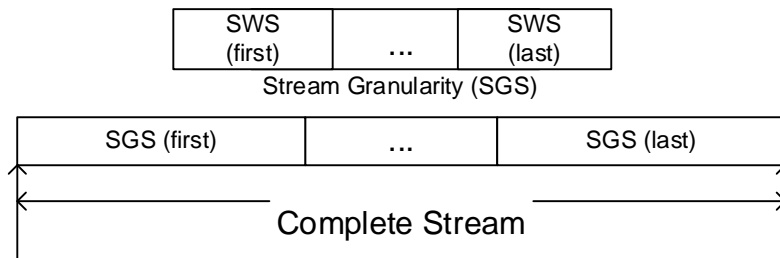 SWS
(first)
...
SWS
(last)
Stream Granularity (SGS)
SGS (first)
...
SGS (last)
Complete Stream